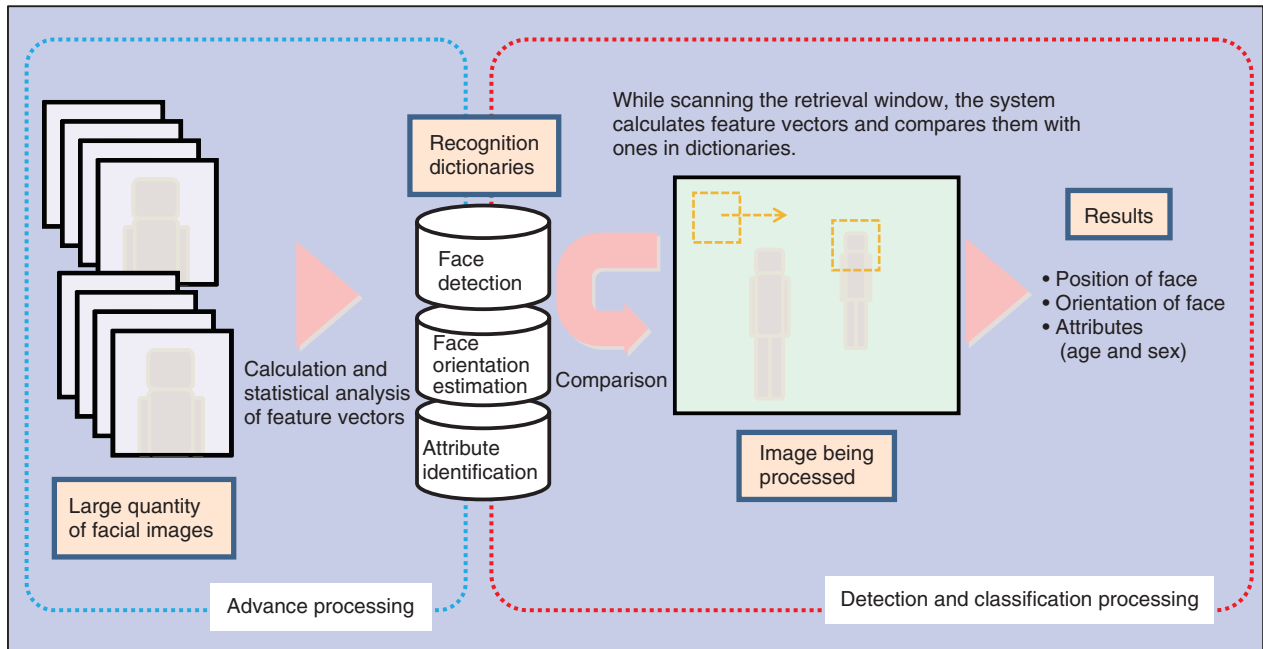 While scanning the retrieval window, the system
calculates feature vectors and compares them with
ones in dictionaries.
Recognition
dictionaries
Face
detection
Face
orientation
estimation
Attribute
identification
Calculation and
statistical analysis
of feature vectors
Comparison
Large quantity
of facial images
Image being
processed
Results
• Position of face
• Orientation of face
• Attributes
(age and sex)
Advance processing
Detection and classification processing